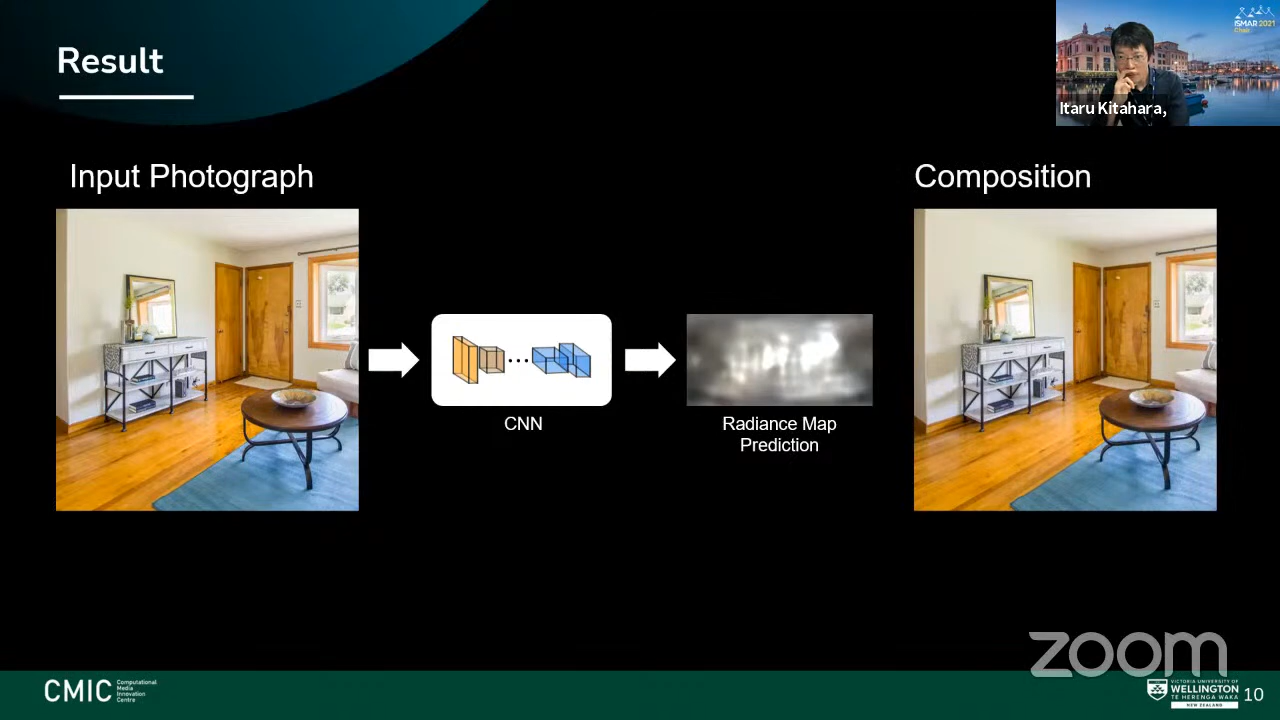 Result
ISMAR 2021
Chair
Itaru Kitahara,
Input Photograph
Composition
CNN
Radiance Map
Prediction
zoom
CMIC
Computational
Media
Innovation
Centre
VICTORIA UNIVERSITY OF
WELLINGTON
TE HERENGA WAKA
NEW ZEALAND
10